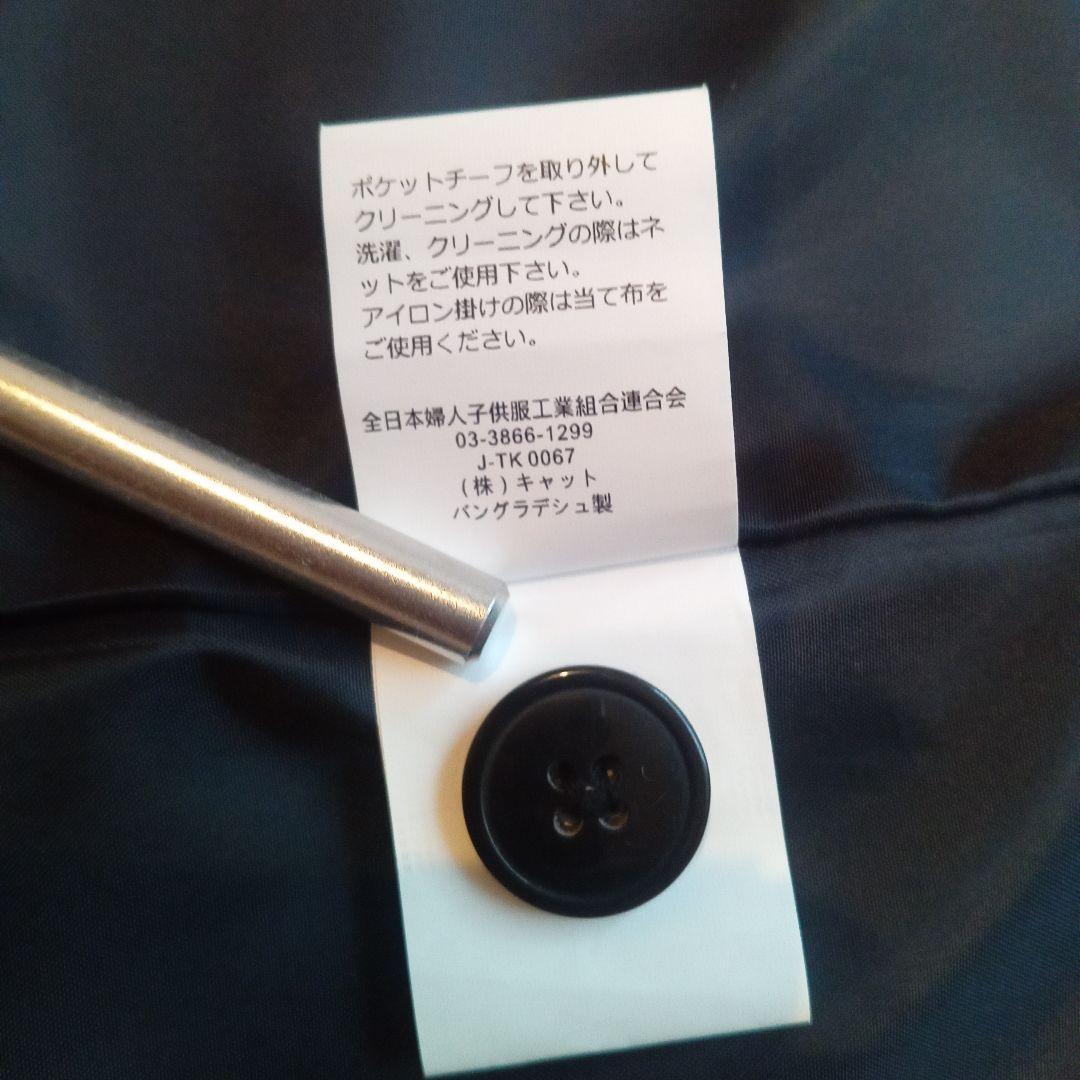 ポケットチーフを取り外して
クリーニングして下さい。
洗濯、クリーニングの際はネ
ットをご使用下さい。
アイロン掛けの際は当て布を
ご使用ください。
全日本婦人子供服工業組合連合会
03-3866-1299
J-TK 0067
(株)キャット
バングラデシュ製